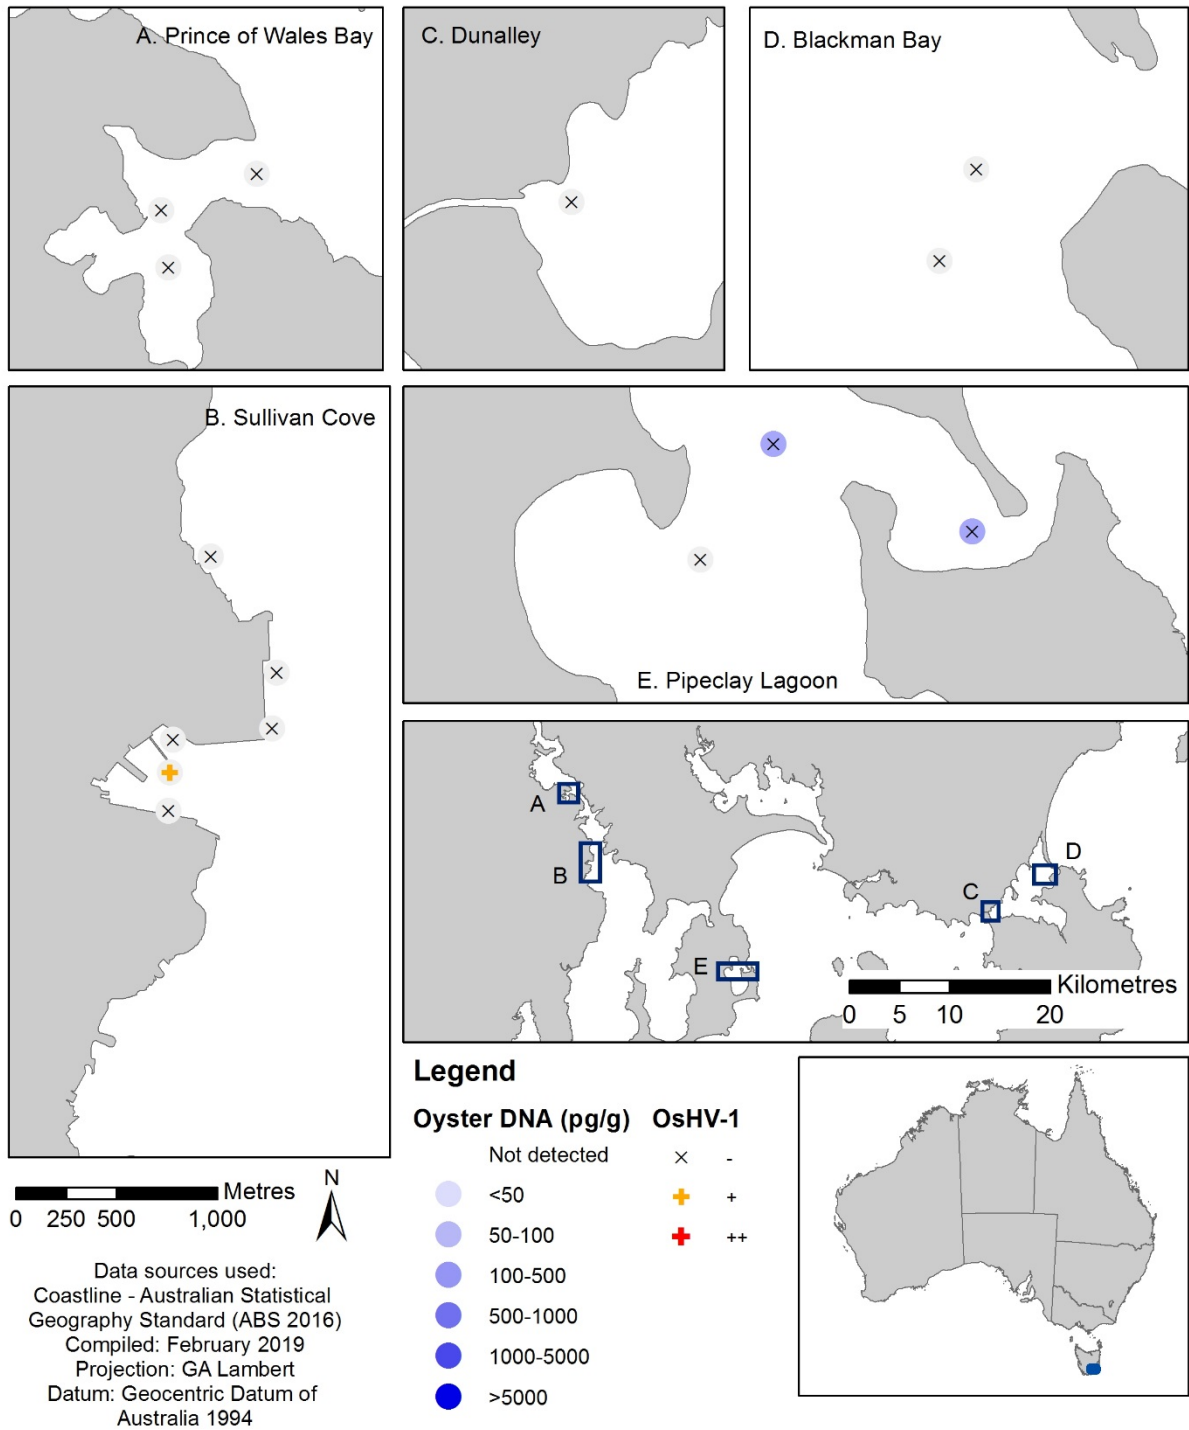 A. Prince of Wales Bay
C. Dunalley
D. Blackman Bay
B. Sullivan Cove
E. Pipeclay Lagoon
A
B
C
D
E
Kilometres
0 5 10 20
Legend
Oyster DNA (pg/g) OsHV-1
Not detected × -
<50 +
50-100 ++
100-500
500-1000
1000-5000
>5000
Metres
0 250 500 1,000
N
Data sources used:
Coastline - Australian Statistical
Geography Standard (ABS 2016)
Compiled: February 2019
Projection: GA Lambert
Datum: Geocentric Datum of
Australia 1994